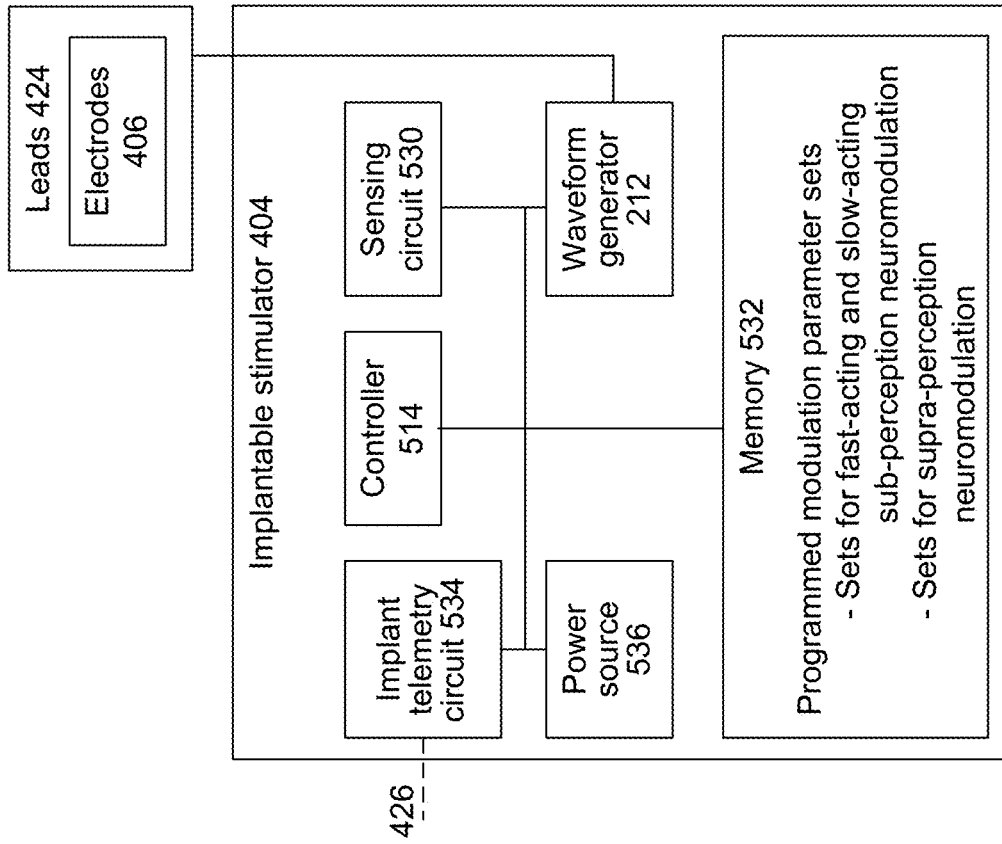 Leads 424
Electrodes
406
Implantable stimulator 404
Implant
telemetry
circuit 534
Controller
514
Sensing
circuit 530
426
Power
source
536
Waveform
generator
212
Memory 532
Programmed modulation parameter sets
- Sets for fast-acting and slow-acting
sub-perception neuromodulation
- Sets for supra-perception
neuromodulation